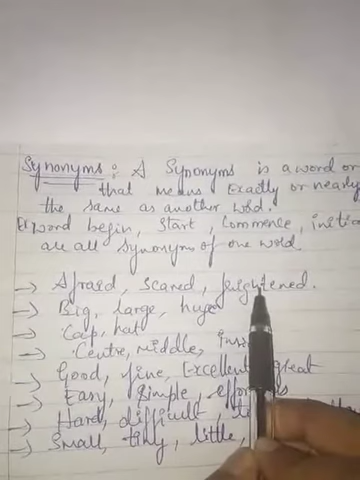 Synonyms : A Synonyms is a word or
that means Exactly or nearly
the same as another word.
Ex word begin, Start, Commence, initia
are all Synonyms of one word
→ Afraid, scared, frightened.
→ Big, large, huge
→ Cap, hat
→ Centre, middle,
→ Good, fine, Excellent, great
→ Easy, Simple,
→ Hard, difficult,
→ Small, tiny, little,